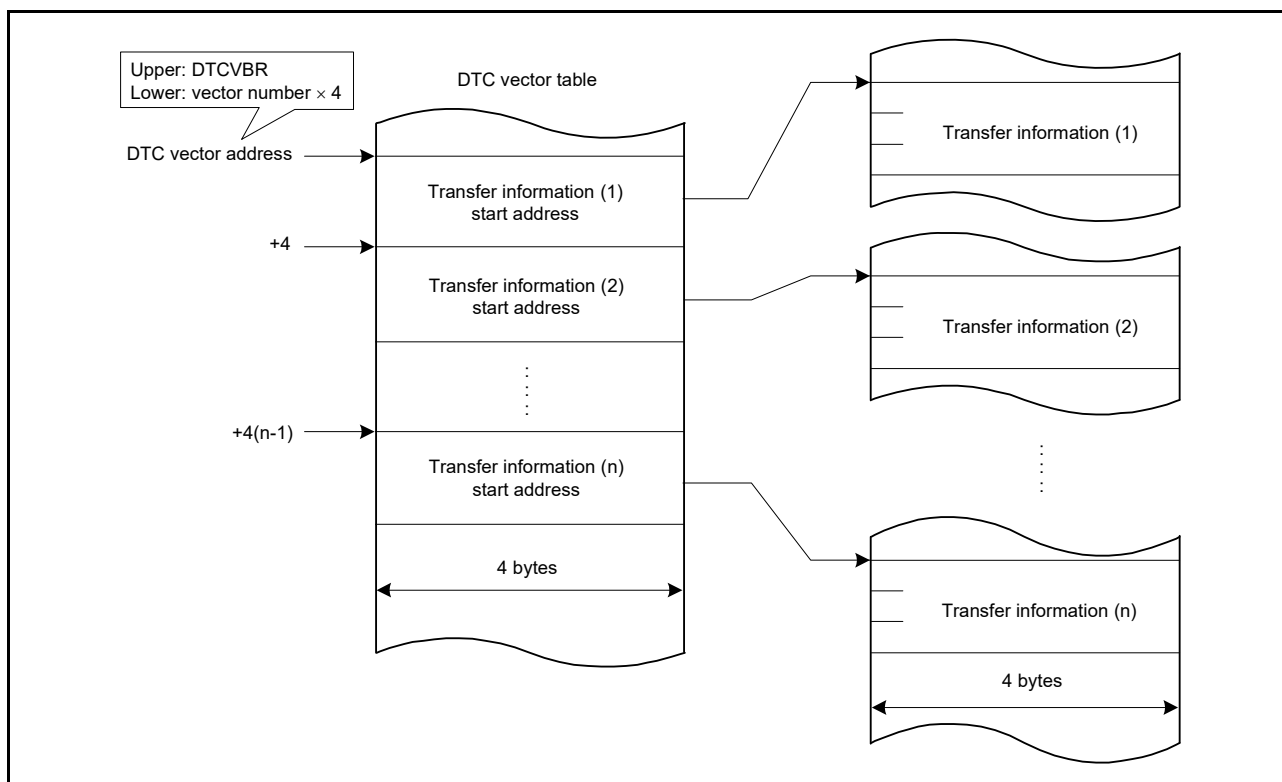 Upper: DTCVBR
Lower: vector number × 4
DTC vector table
DTC vector address
Transfer information (1)
start address
+4
Transfer information (2)
start address
+4(n-1)
Transfer information (n)
start address
4 bytes
Transfer information (1)
Transfer information (2)
Transfer information (n)
4 bytes